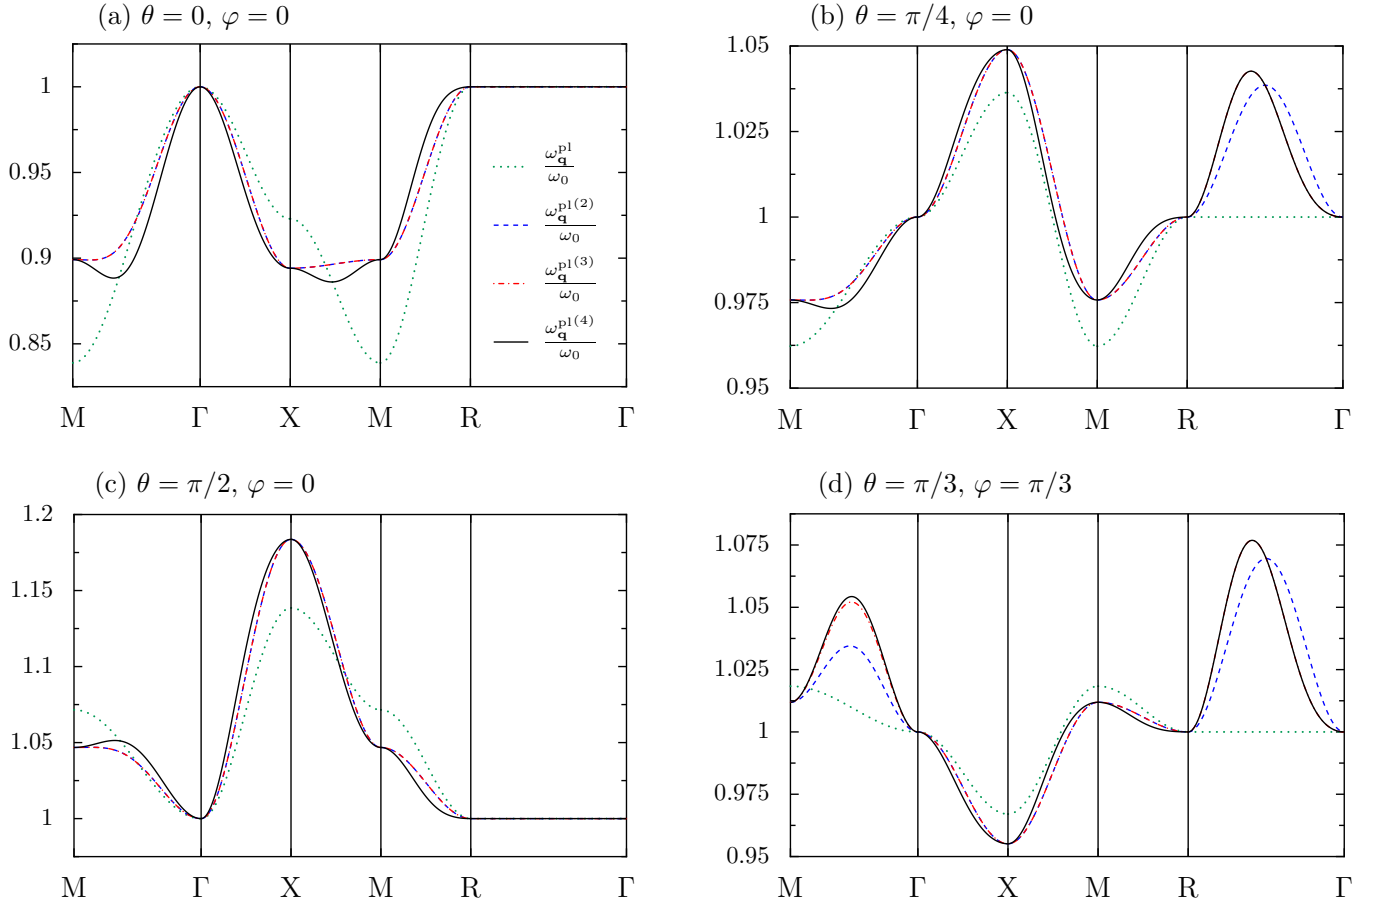 (a) θ = 0, φ = 0
1
0.95
0.9
0.85
M Γ X M R Γ
ω_q^pl / ω_0
ω_q^pl(2) / ω_0
ω_q^pl(3) / ω_0
ω_q^pl(4) / ω_0
(b) θ = π/4, φ = 0
1.05
1.025
1
0.975
0.95
M Γ X M R Γ
(c) θ = π/2, φ = 0
1.2
1.15
1.1
1.05
1
M Γ X M R Γ
(d) θ = π/3, φ = π/3
1.075
1.05
1.025
1
0.975
0.95
M Γ X M R Γ